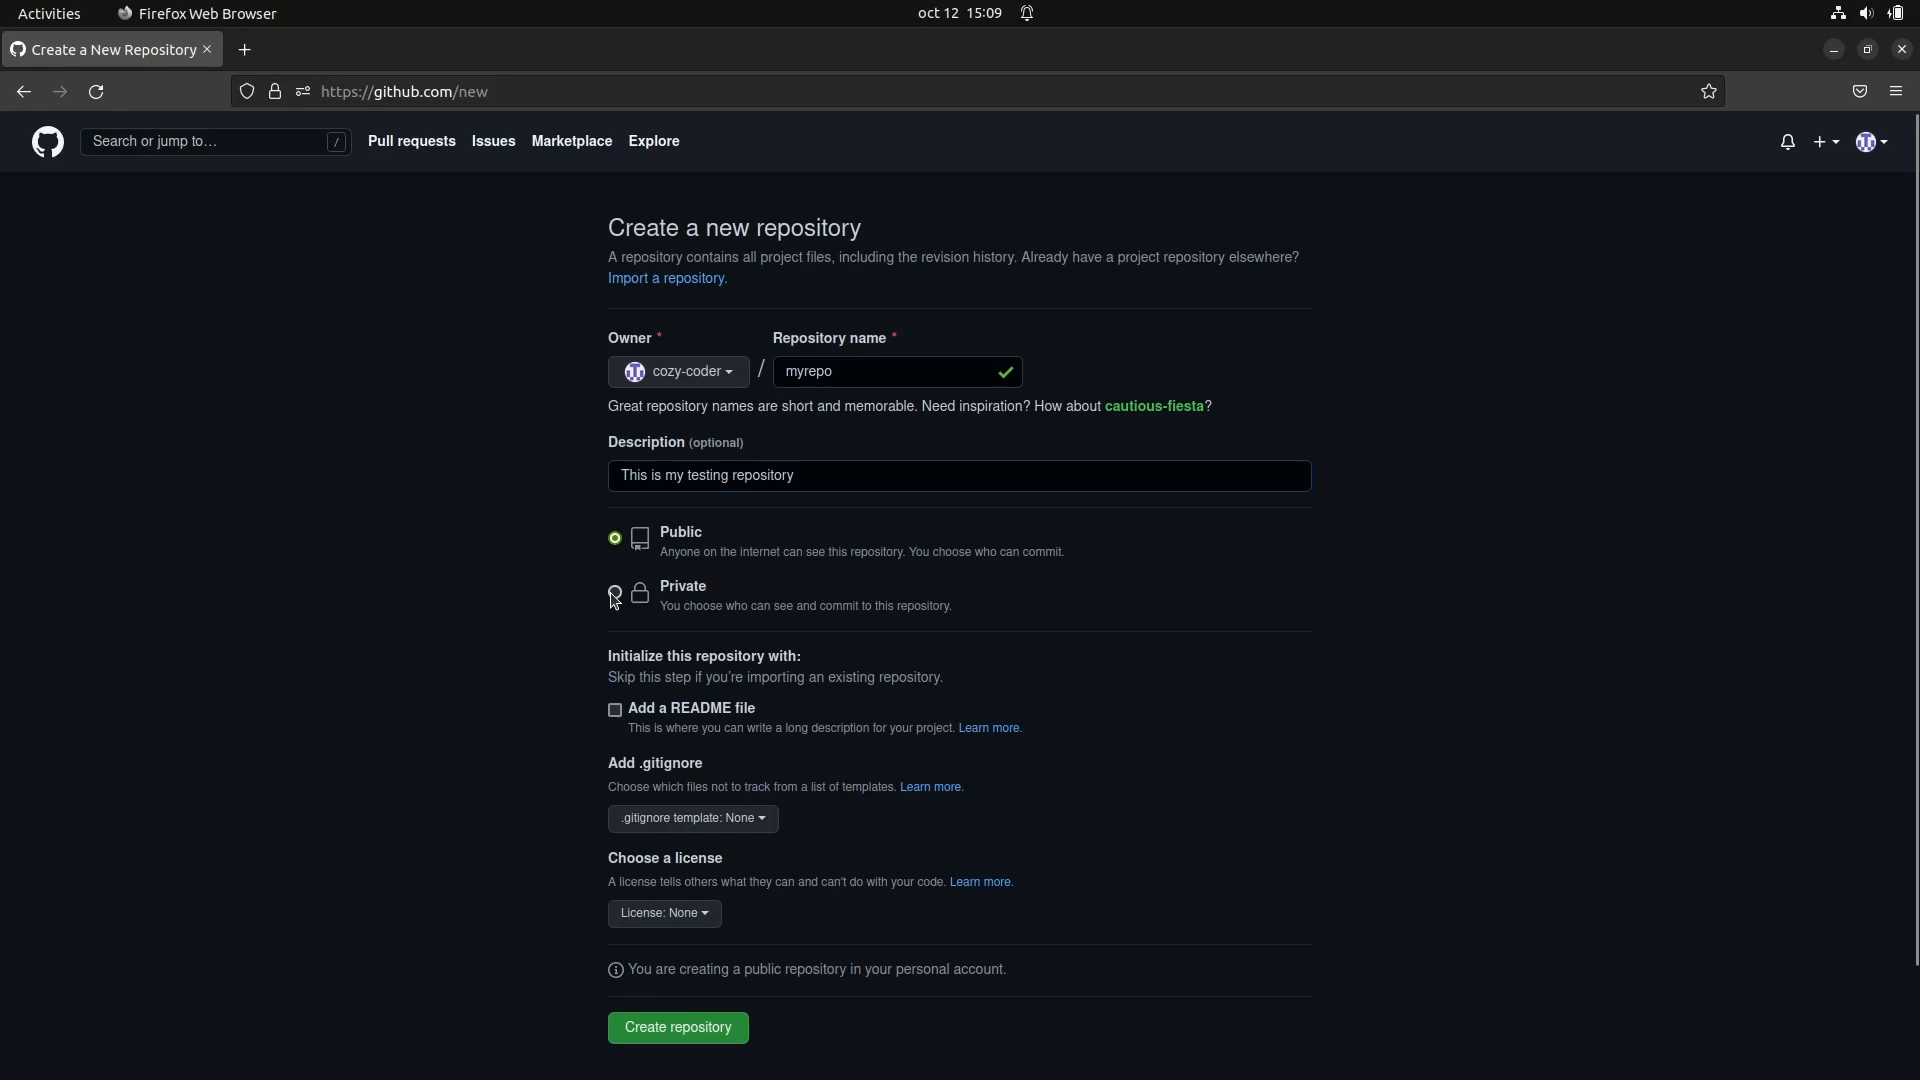 Activities Firefox Web Browser oct 12 15:09
Create a New Repository
https://github.com/new
Search or jump to… / Pull requests Issues Marketplace Explore
Create a new repository
A repository contains all project files, including the revision history. Already have a project repository elsewhere?
Import a repository.
Owner * Repository name *
cozy-coder / myrepo
Great repository names are short and memorable. Need inspiration? How about cautious-fiesta?
Description (optional)
This is my testing repository
Public
Anyone on the internet can see this repository. You choose who can commit.
Private
You choose who can see and commit to this repository.
Initialize this repository with:
Skip this step if you're importing an existing repository.
Add a README file
This is where you can write a long description for your project. Learn more.
Add .gitignore
Choose which files not to track from a list of templates. Learn more.
.gitignore template: None
Choose a license
A license tells others what they can and can't do with your code. Learn more.
License: None
You are creating a public repository in your personal account.
Create repository